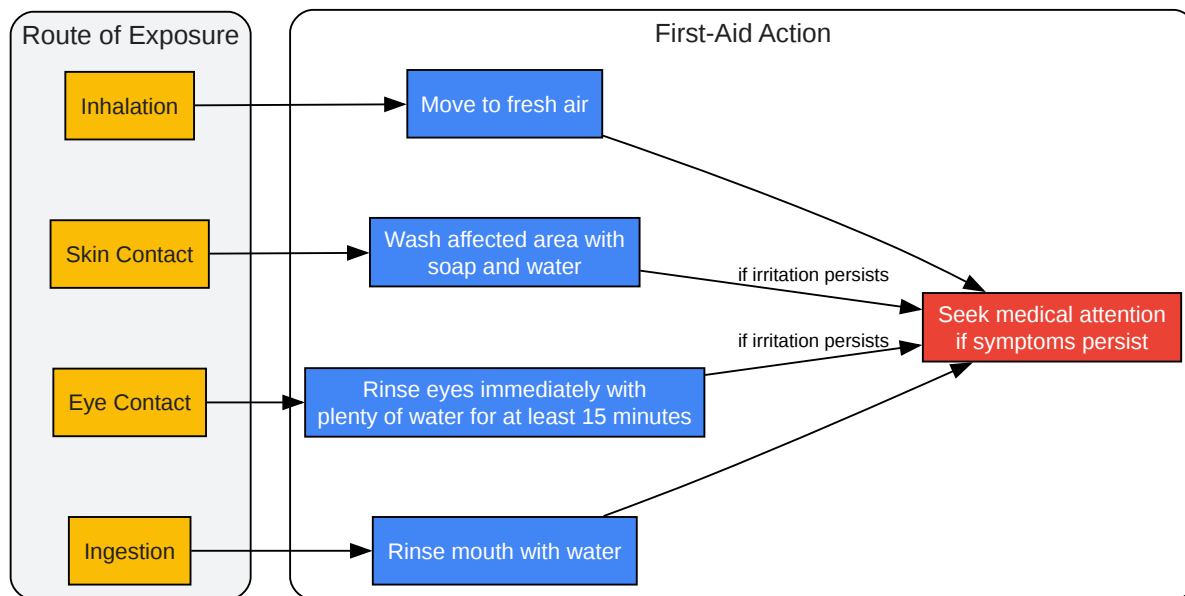 Route of Exposure
First-Aid Action
Inhalation
Move to fresh air
Skin Contact
Wash affected area with
soap and water
if irritation persists
Seek medical attention
if symptoms persist
if irritation persists
Eye Contact
Rinse eyes immediately with
plenty of water for at least 15 minutes
Ingestion
Rinse mouth with water